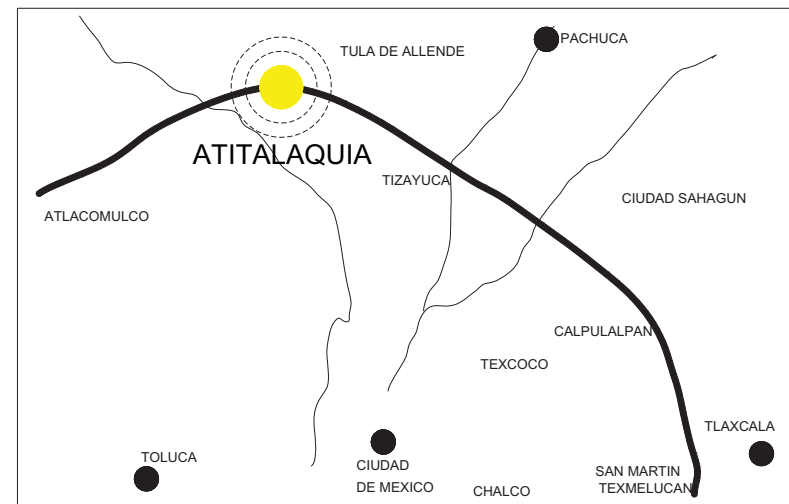 PACHUCA
TULA DE ALLENDE
ATITALAQUIA
TIZAYUCA
CIUDAD SAHAGUN
ATLACOMULCO
CALPULALPAN
TEXCOCO
TLAXCALA
TOLUCA
CIUDAD
DE MEXICO
SAN MARTIN
TEXMELUCAN
CHALCO